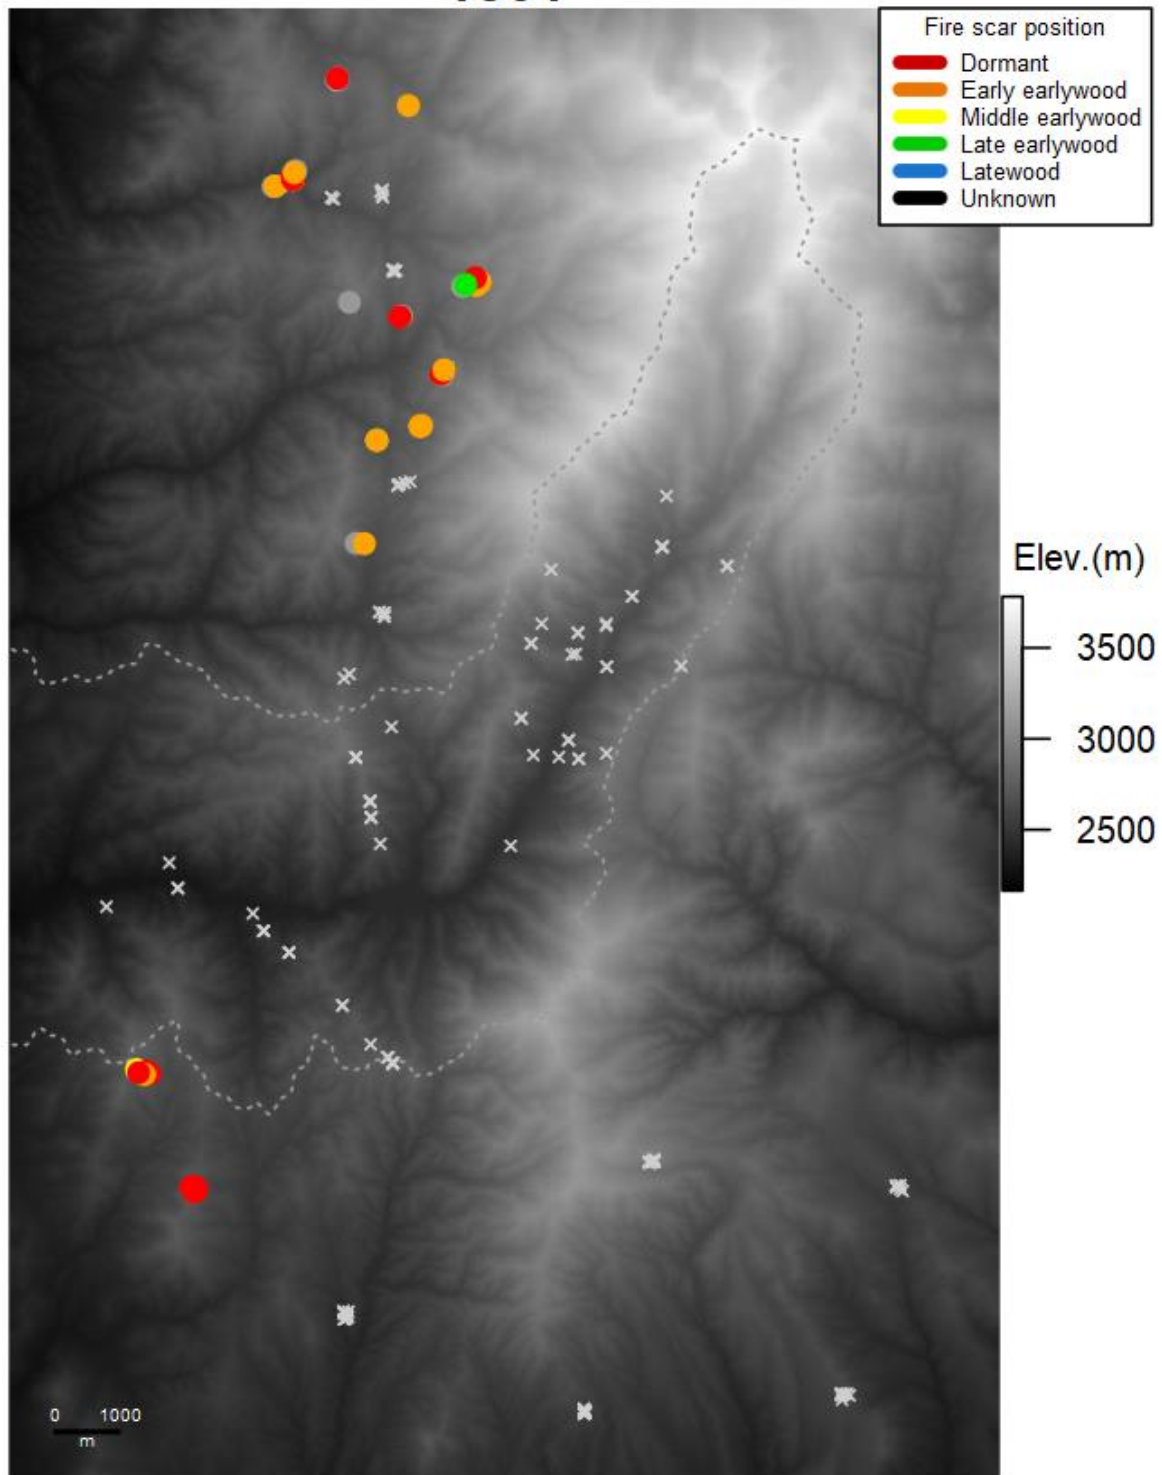 Fire scar position
Dormant
Early earlywood
Middle earlywood
Late earlywood
Latewood
Unknown
Elev.(m)
3500
3000
2500
0 1000
m